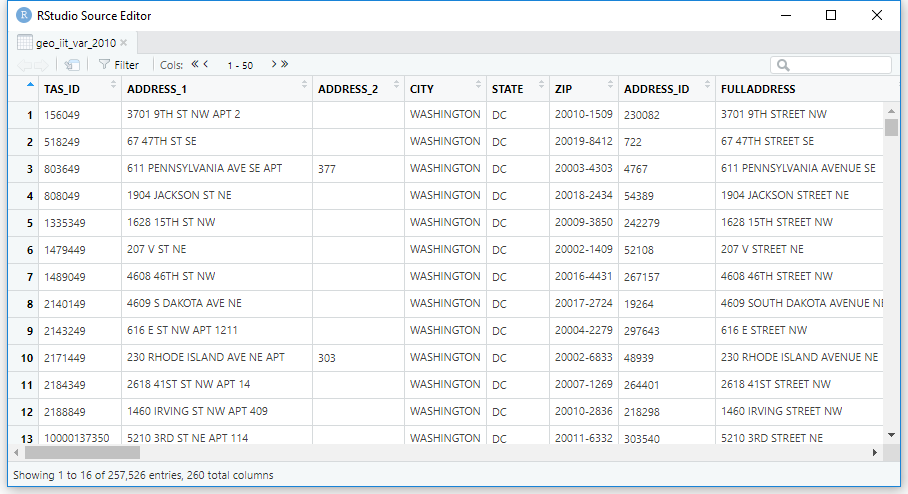 RStudio Source Editor
geo_iit_var_2010
Filter Cols: 1 - 50
TAS_ID ADDRESS_1 ADDRESS_2 CITY STATE ZIP ADDRESS_ID FULLADDRESS
1 156049 3701 9TH ST NW APT 2 WASHINGTON DC 20010-1509 230082 3701 9TH STREET NW
2 518249 67 47TH ST SE WASHINGTON DC 20019-8412 722 67 47TH STREET SE
3 803649 611 PENNSYLVANIA AVE SE APT 377 WASHINGTON DC 20003-4303 4767 611 PENNSYLVANIA AVENUE SE
4 808049 1904 JACKSON ST NE WASHINGTON DC 20018-2434 54389 1904 JACKSON STREET NE
5 1335349 1628 15TH ST NW WASHINGTON DC 20009-3850 242279 1628 15TH STREET NW
6 1479449 207 V ST NE WASHINGTON DC 20002-1409 52108 207 V STREET NE
7 1489049 4608 46TH ST NW WASHINGTON DC 20016-4431 267157 4608 46TH STREET NW
8 2140149 4609 S DAKOTA AVE NE WASHINGTON DC 20017-2724 19264 4609 SOUTH DAKOTA AVENUE NE
9 2143249 616 E ST NW APT 1211 WASHINGTON DC 20004-2279 297643 616 E STREET NW
10 2171449 230 RHODE ISLAND AVE NE APT 303 WASHINGTON DC 20002-6833 48939 230 RHODE ISLAND AVENUE NE
11 2184349 2618 41ST ST NW APT 14 WASHINGTON DC 20007-1269 264401 2618 41ST STREET NW
12 2188849 1460 IRVING ST NW APT 409 WASHINGTON DC 20010-2836 218298 1460 IRVING STREET NW
13 10000137350 5210 3RD ST NE APT 114 WASHINGTON DC 20011-6332 303540 5210 3RD STREET NE
Showing 1 to 16 of 257,526 entries, 260 total columns